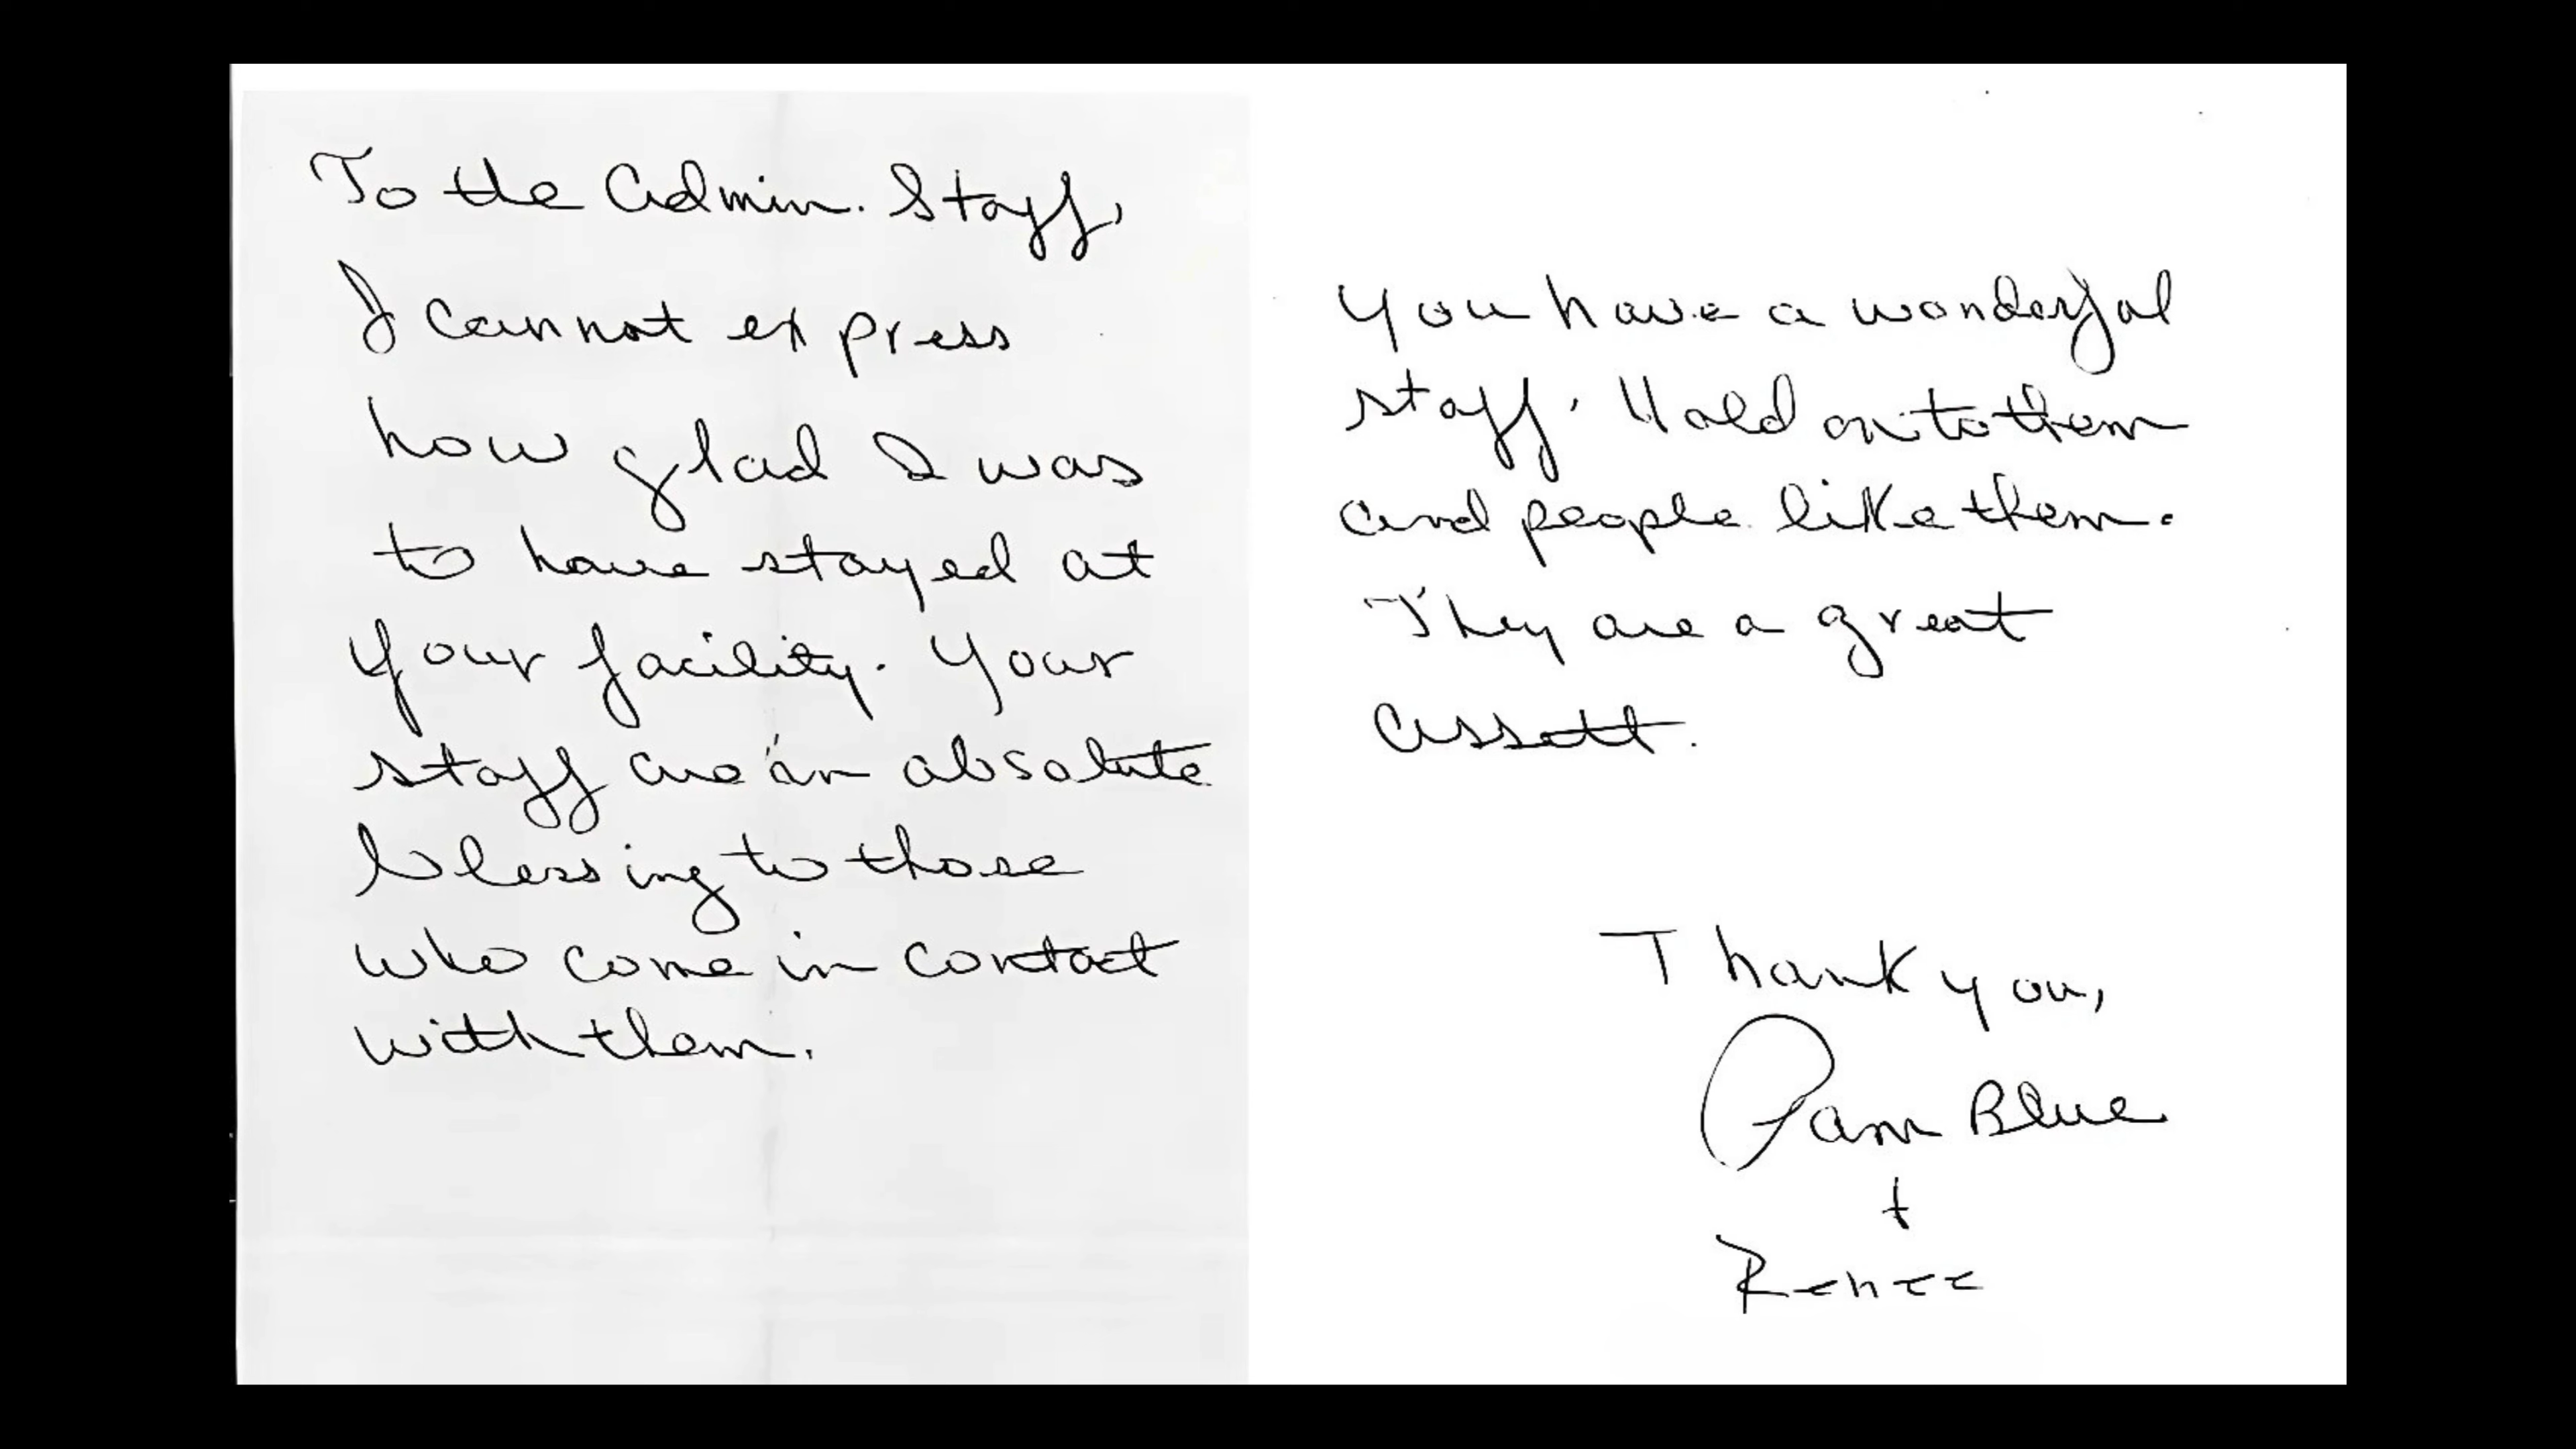 To the Admin. Staff,
I cannot express
how glad I was
to have stayed at
your facility. Your
staff are an absolute
blessing to those
who come in contact
with them.
You have a wonderful
staff. Hold on to them
and people like them.
They are a great
assett.
Thank you,
Pam Blue
+
Renee